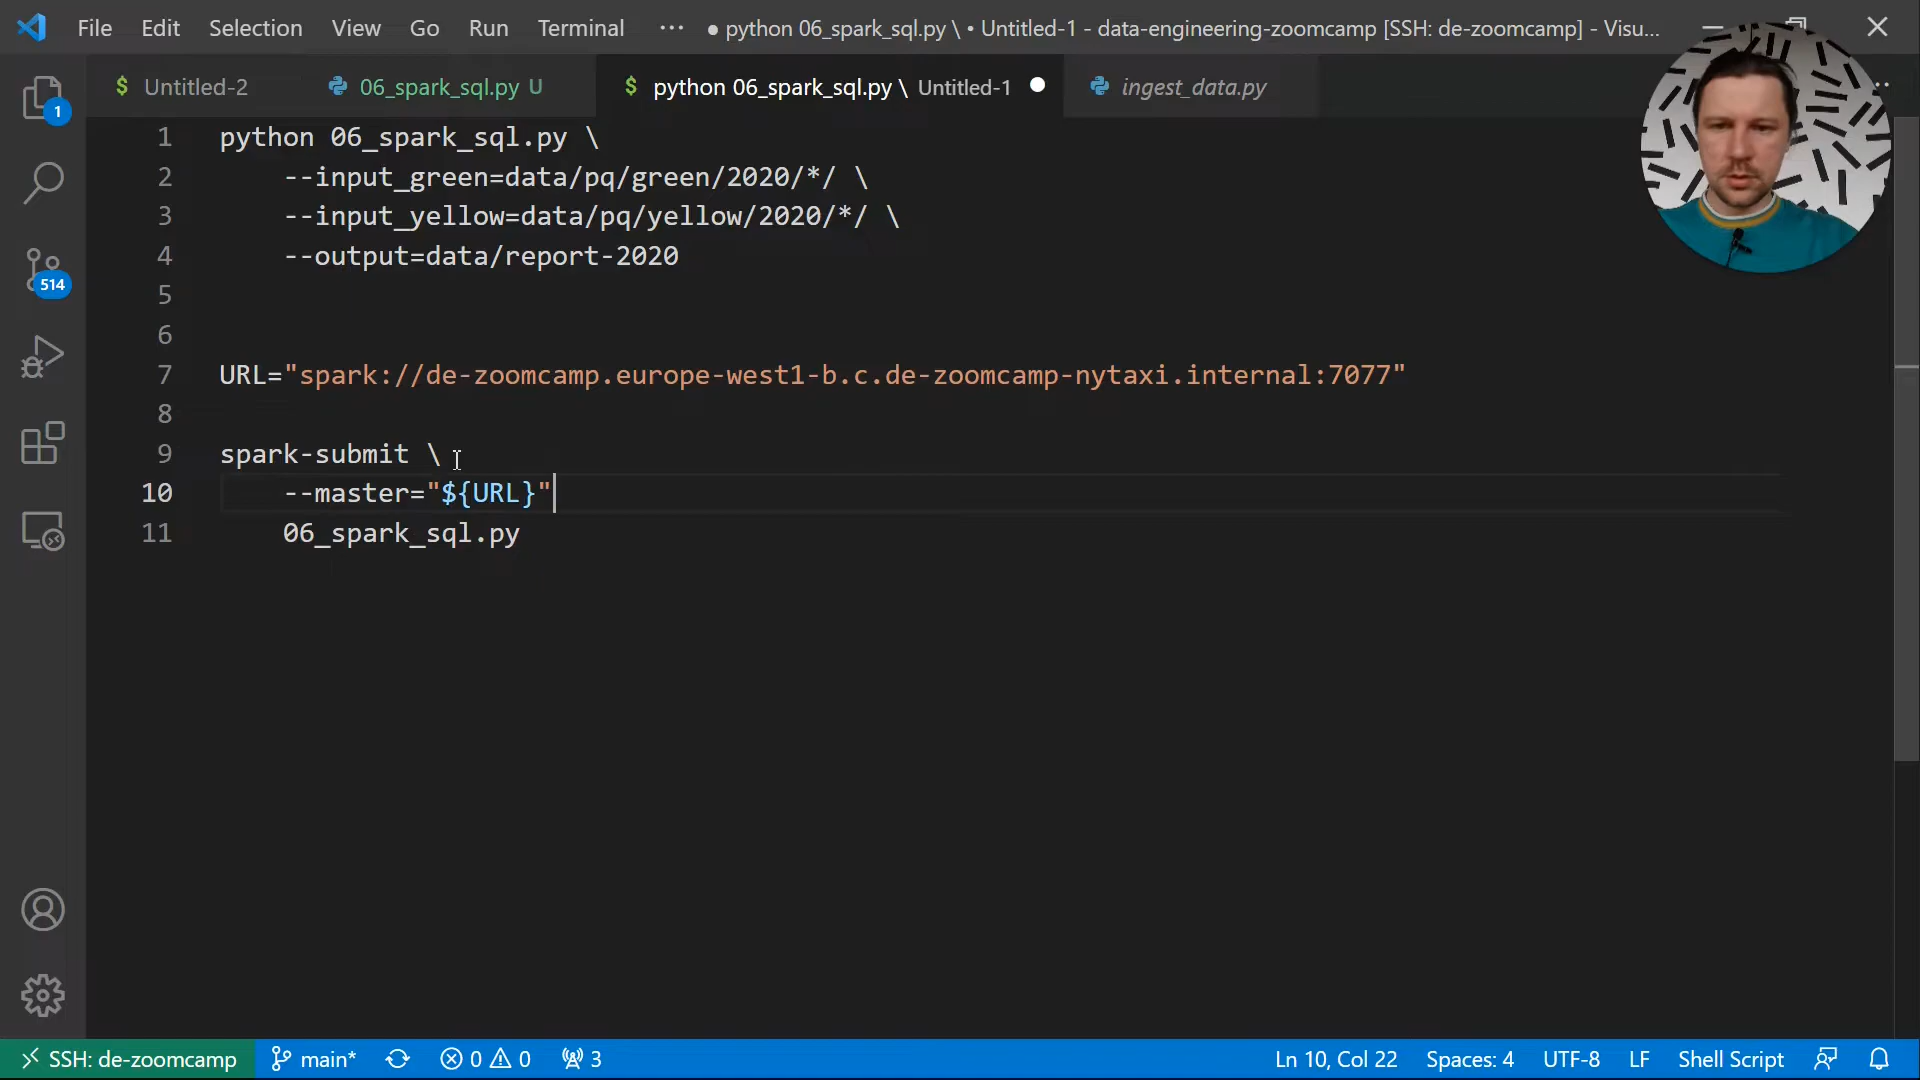 File Edit Selection View Go Run Terminal ··· ● python 06_spark_sql.py \ • Untitled-1 - data-engineering-zoomcamp [SSH: de-zoomcamp] - Visu...
$ Untitled-2 06_spark_sql.py U $ python 06_spark_sql.py \ Untitled-1 ● ingest_data.py
1 python 06_spark_sql.py \
2 --input_green=data/pq/green/2020/*/ \
3 --input_yellow=data/pq/yellow/2020/*/ \
4 --output=data/report-2020
5
6
7 URL="spark://de-zoomcamp.europe-west1-b.c.de-zoomcamp-nytaxi.internal:7077"
8
9 spark-submit \
10 --master="${URL}"
11 06_spark_sql.py
1
514
SSH: de-zoomcamp main* 0 0 3 Ln 10, Col 22 Spaces: 4 UTF-8 LF Shell Script